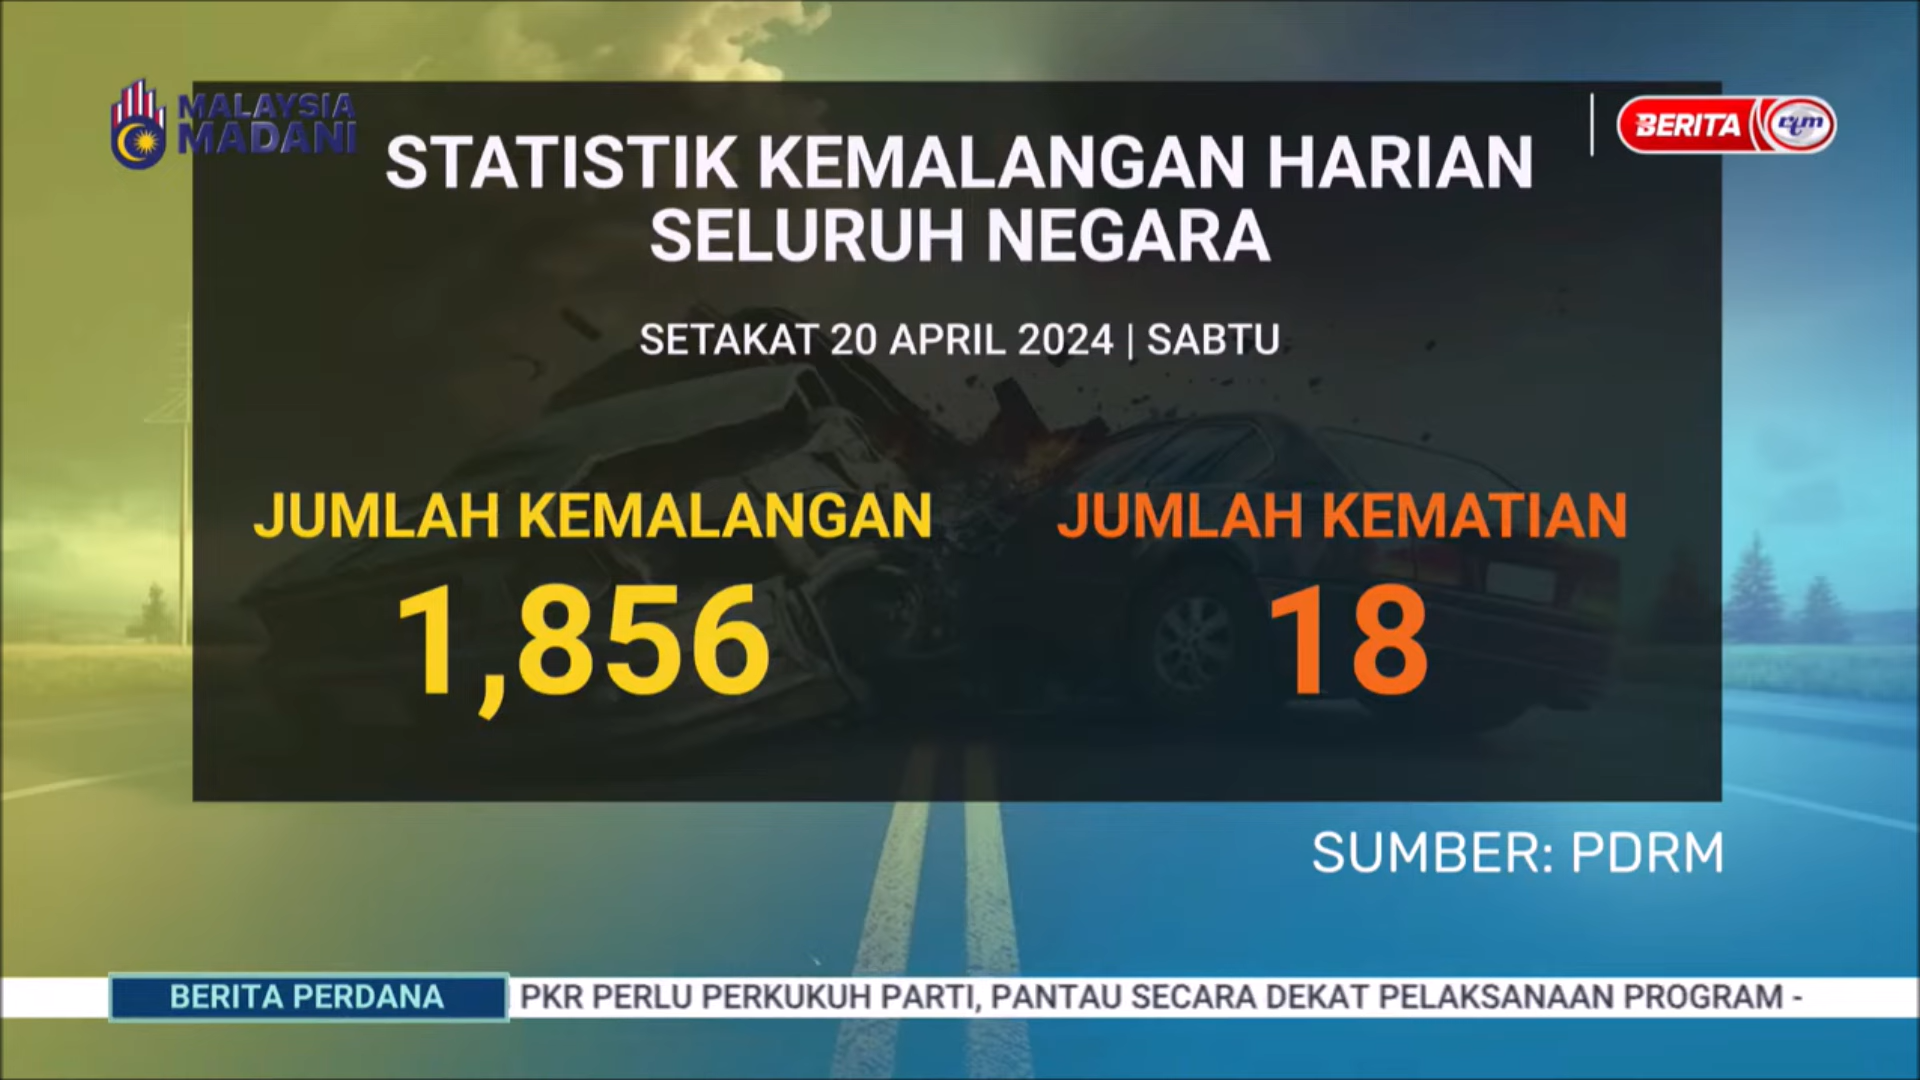 MALAYSIA
MADANI
BERITA rtm
STATISTIK KEMALANGAN HARIAN
SELURUH NEGARA
SETAKAT 20 APRIL 2024 | SABTU
JUMLAH KEMALANGAN
1,856
JUMLAH KEMATIAN
18
SUMBER: PDRM
BERITA PERDANA
PKR PERLU PERKUKUH PARTI, PANTAU SECARA DEKAT PELAKSANAAN PROGRAM -